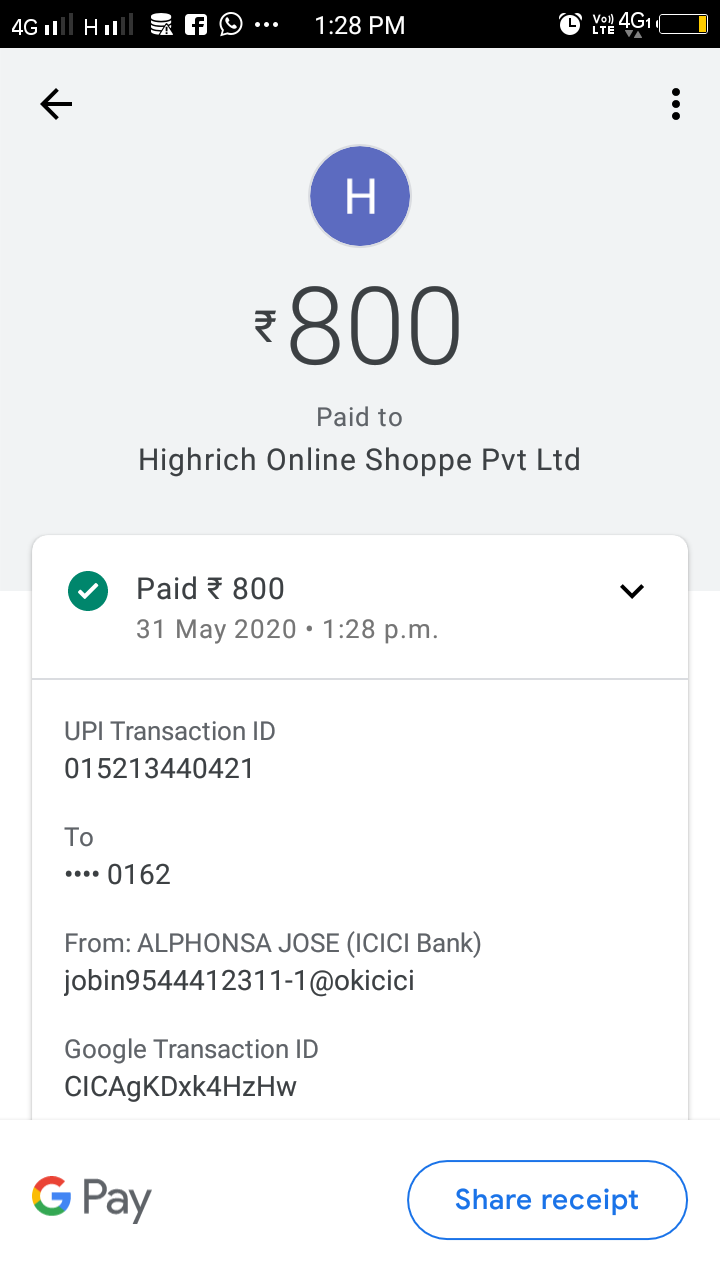 4G H 1:28 PM Vo)) LTE 4G1
H
₹800
Paid to
Highrich Online Shoppe Pvt Ltd
Paid ₹ 800
31 May 2020 • 1:28 p.m.
UPI Transaction ID
015213440421
To
•••• 0162
From: ALPHONSA JOSE (ICICI Bank)
jobin9544412311-1@okicici
Google Transaction ID
CICAgKDxk4HzHw
G Pay
Share receipt